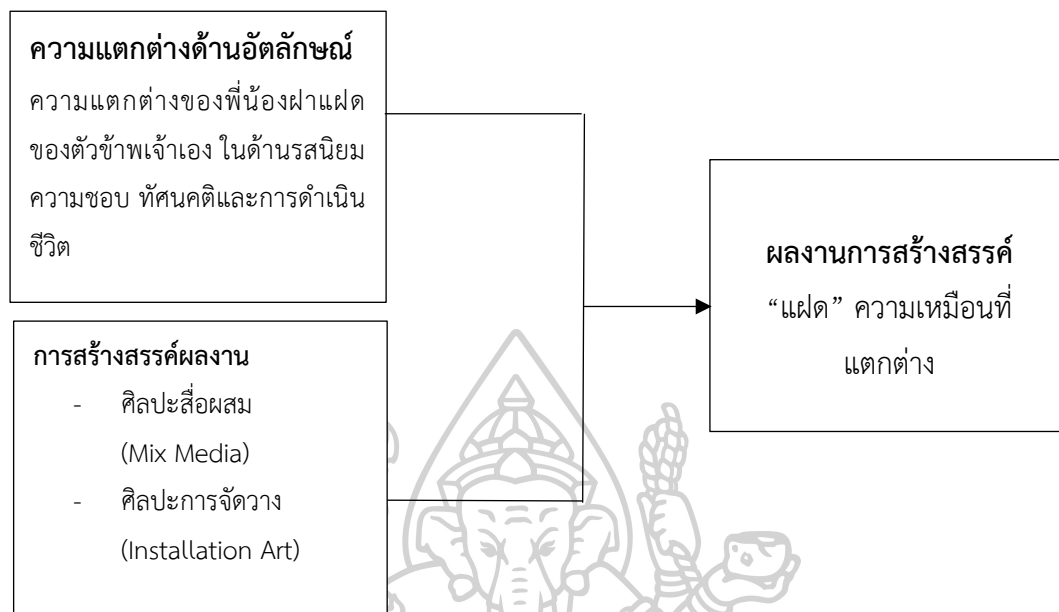 ความแตกต่างด้านอัตลักษณ์
ความแตกต่างของพี่น้องฝาแฝด
ของตัวข้าพเจ้าเอง ในด้านรสนิยม
ความชอบ ทัศนคติและการดำเนิน
ชีวิต
การสร้างสรรค์ผลงาน
- ศิลปะสื่อผสม
(Mix Media)
- ศิลปะการจัดวาง
(Installation Art)
ผลงานการสร้างสรรค์
“แฝด” ความเหมือนที่
แตกต่าง